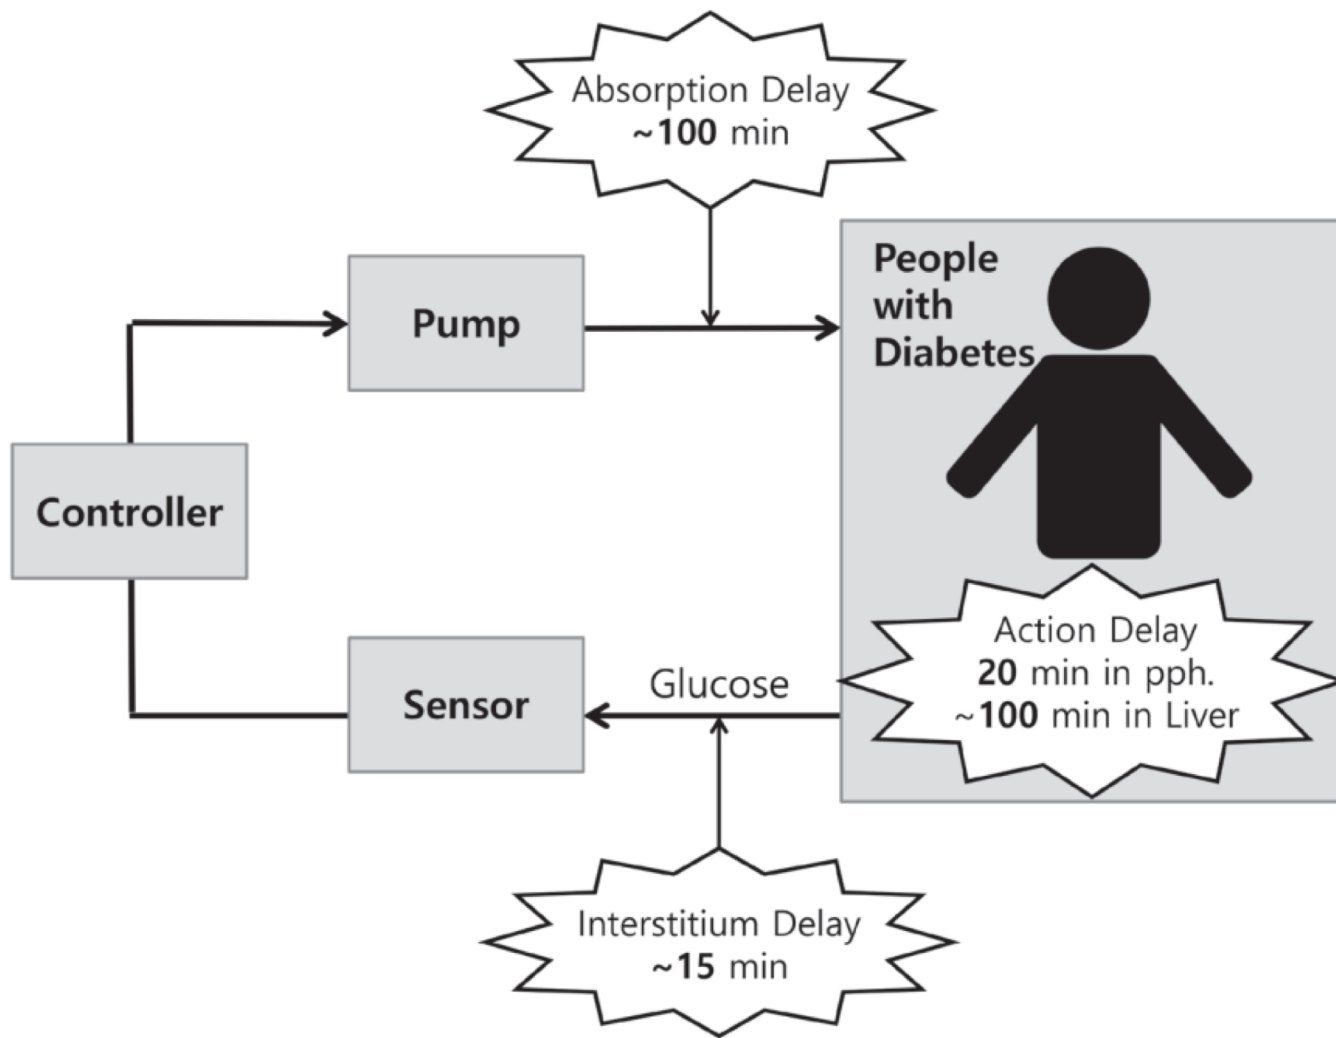 Absorption Delay
~100 min
People
with
Diabetes
Pump
Controller
Sensor
Glucose
Action Delay
20 min in pph.
~100 min in Liver
Interstitium Delay
~15 min